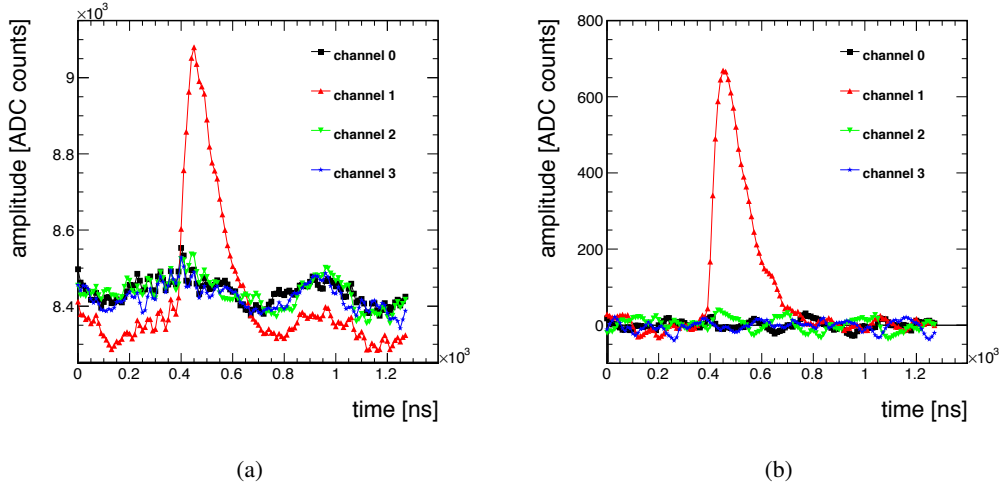 ×10³
9
8.8
8.6
8.4
amplitude [ADC counts]
channel 0
channel 1
channel 2
channel 3
0 0.2 0.4 0.6 0.8 1 1.2
×10³
time [ns]
(a)
800
600
400
200
0
amplitude [ADC counts]
channel 0
channel 1
channel 2
channel 3
0 0.2 0.4 0.6 0.8 1 1.2
×10³
time [ns]
(b)